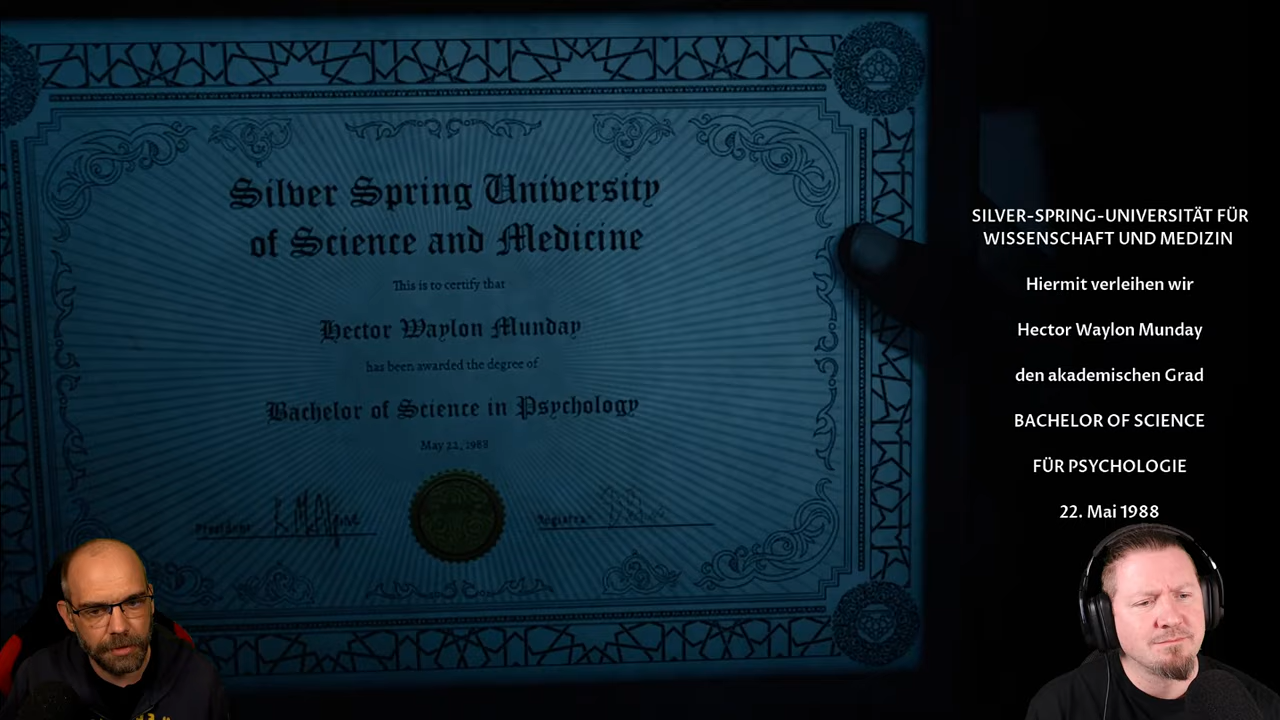 Silver Spring University
of Science and Medicine
This is to certify that
Hector Waylon Munday
has been awarded the degree of
Bachelor of Science in Psychology
May 22, 1988
President
Registrar
SILVER-SPRING-UNIVERSITÄT FÜR
WISSENSCHAFT UND MEDIZIN
Hiermit verleihen wir
Hector Waylon Munday
den akademischen Grad
BACHELOR OF SCIENCE
FÜR PSYCHOLOGIE
22. Mai 1988